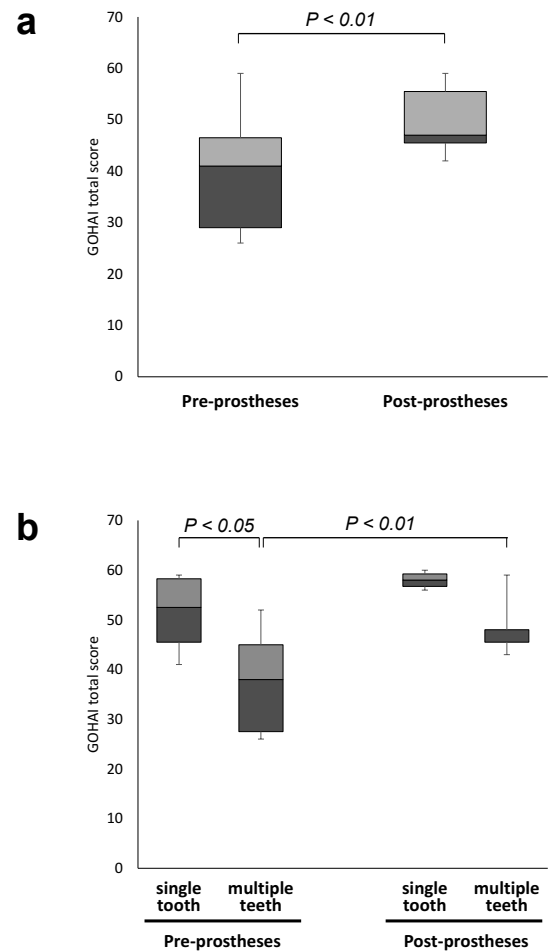 a
P < 0.01
70
60
50
40
30
20
10
0
GOHAI total score
Pre-prostheses
Post-prostheses
b
P < 0.05
P < 0.01
70
60
50
40
30
20
10
0
GOHAI total score
single
tooth
multiple
teeth
single
tooth
multiple
teeth
Pre-prostheses
Post-prostheses